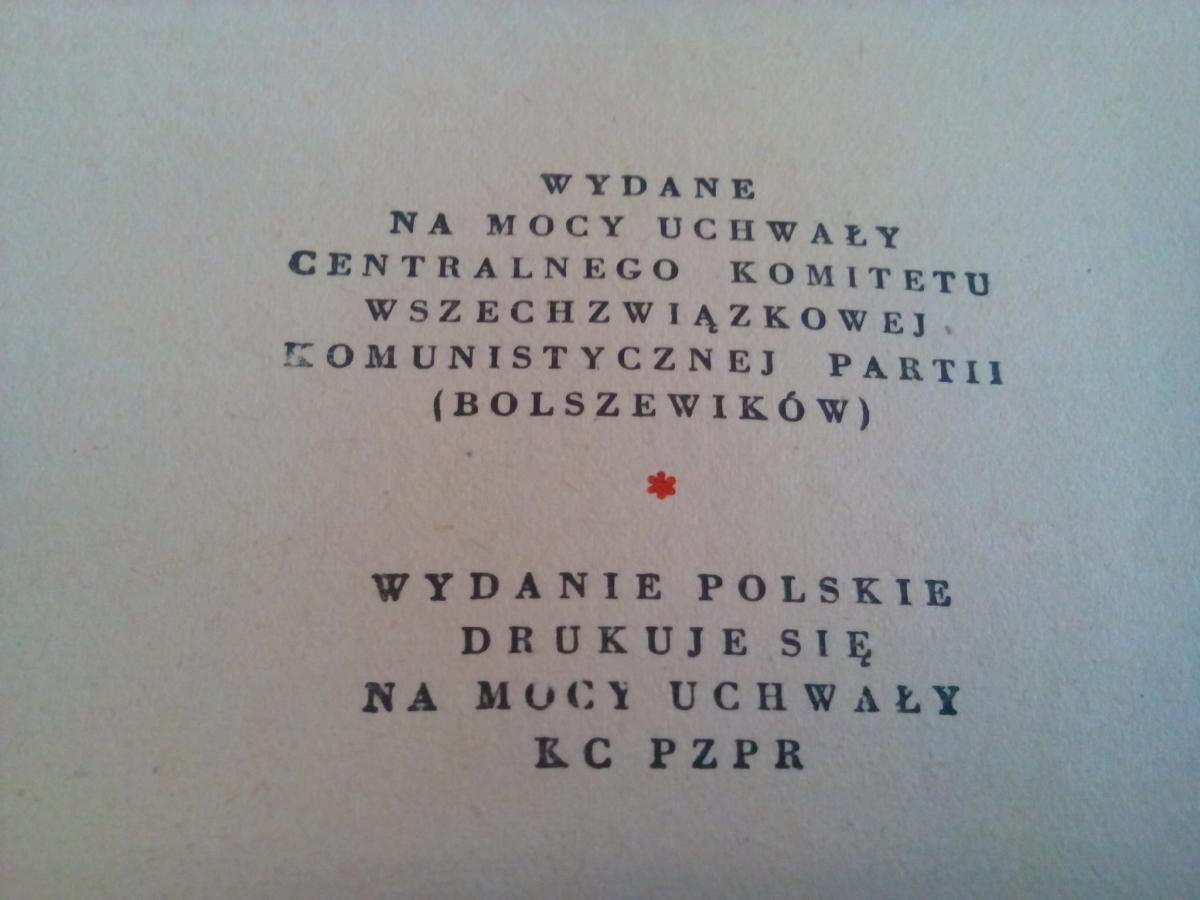 WYDANE
NA MOCY UCHWAŁY
CENTRALNEGO KOMITETU
WSZECHZWIĄZKOWEJ
KOMUNISTYCZNEJ PARTII
(BOLSZEWIKÓW)
*
WYDANIE POLSKIE
DRUKUJE SIĘ
NA MOCY UCHWAŁY
KC PZPR